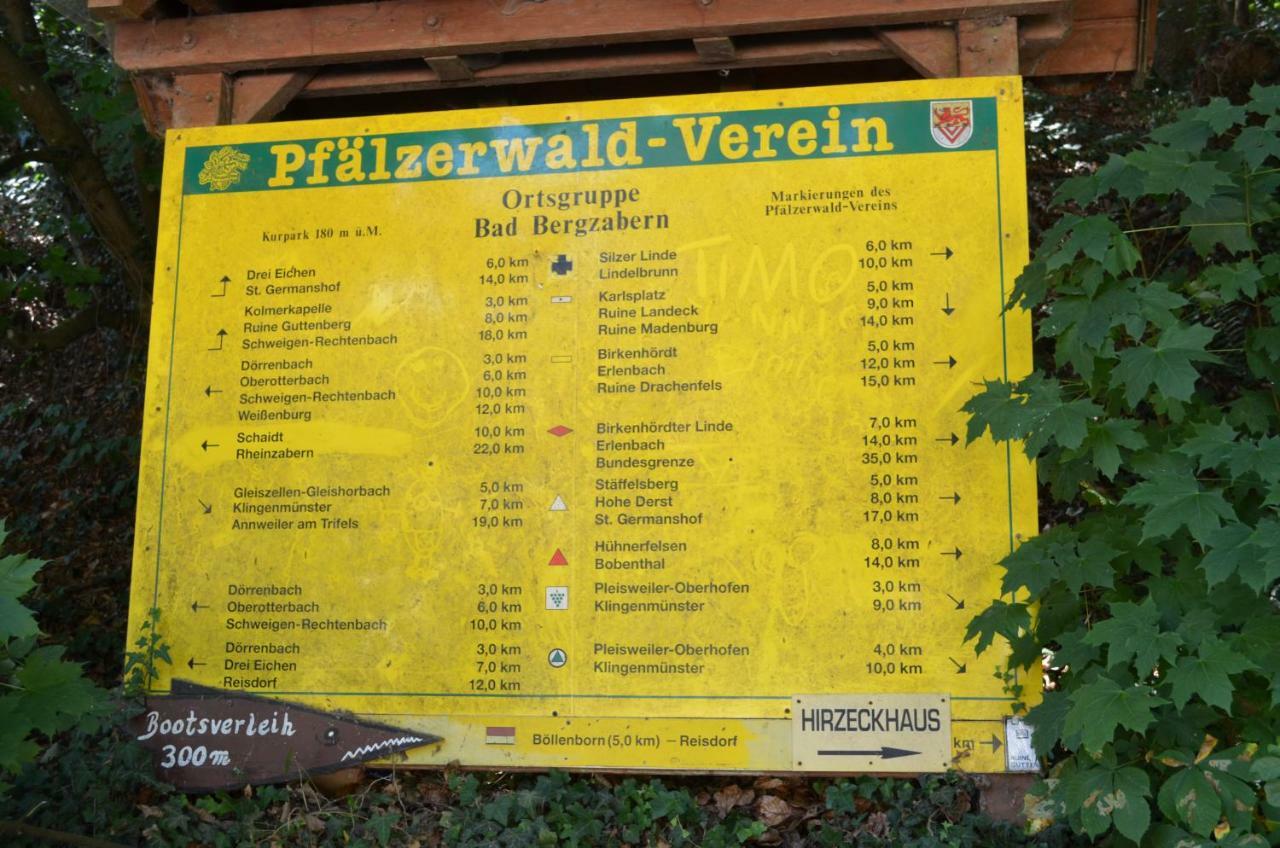 Pfälzerwald-Verein
Ortsgruppe
Bad Bergzabern
Kurpark 180 m ü.M.
Markierungen des
Pfälzerwald-Vereins
Drei Eichen 6,0 km
St. Germanshof 14,0 km
Kolmerkapelle 3,0 km
Ruine Guttenberg 8,0 km
Schweigen-Rechtenbach 18,0 km
Dörrenbach 3,0 km
Oberotterbach 6,0 km
Schweigen-Rechtenbach 10,0 km
Weißenburg 12,0 km
Schaidt 10,0 km
Rheinzabern 22,0 km
Gleiszellen-Gleishorbach 5,0 km
Klingenmünster 7,0 km
Annweiler am Trifels 19,0 km
Dörrenbach 3,0 km
Oberotterbach 6,0 km
Schweigen-Rechtenbach 10,0 km
Dörrenbach 3,0 km
Drei Eichen 7,0 km
Reisdorf 12,0 km
Silzer Linde 6,0 km
Lindelbrunn 10,0 km
Karlsplatz 5,0 km
Ruine Landeck 9,0 km
Ruine Madenburg 14,0 km
Birkenhördt 5,0 km
Erlenbach 12,0 km
Ruine Drachenfels 15,0 km
Birkenhördter Linde 7,0 km
Erlenbach 14,0 km
Bundesgrenze 35,0 km
Stäffelsberg 5,0 km
Hohe Derst 8,0 km
St. Germanshof 17,0 km
Hühnerfelsen 8,0 km
Bobenthal 14,0 km
Pleisweiler-Oberhofen 3,0 km
Klingenmünster 9,0 km
Pleisweiler-Oberhofen 4,0 km
Klingenmünster 10,0 km
TIMO
Bootsverleih
300m
Böllenborn (5,0 km) – Reisdorf
HIRZECKHAUS
km
RUINE